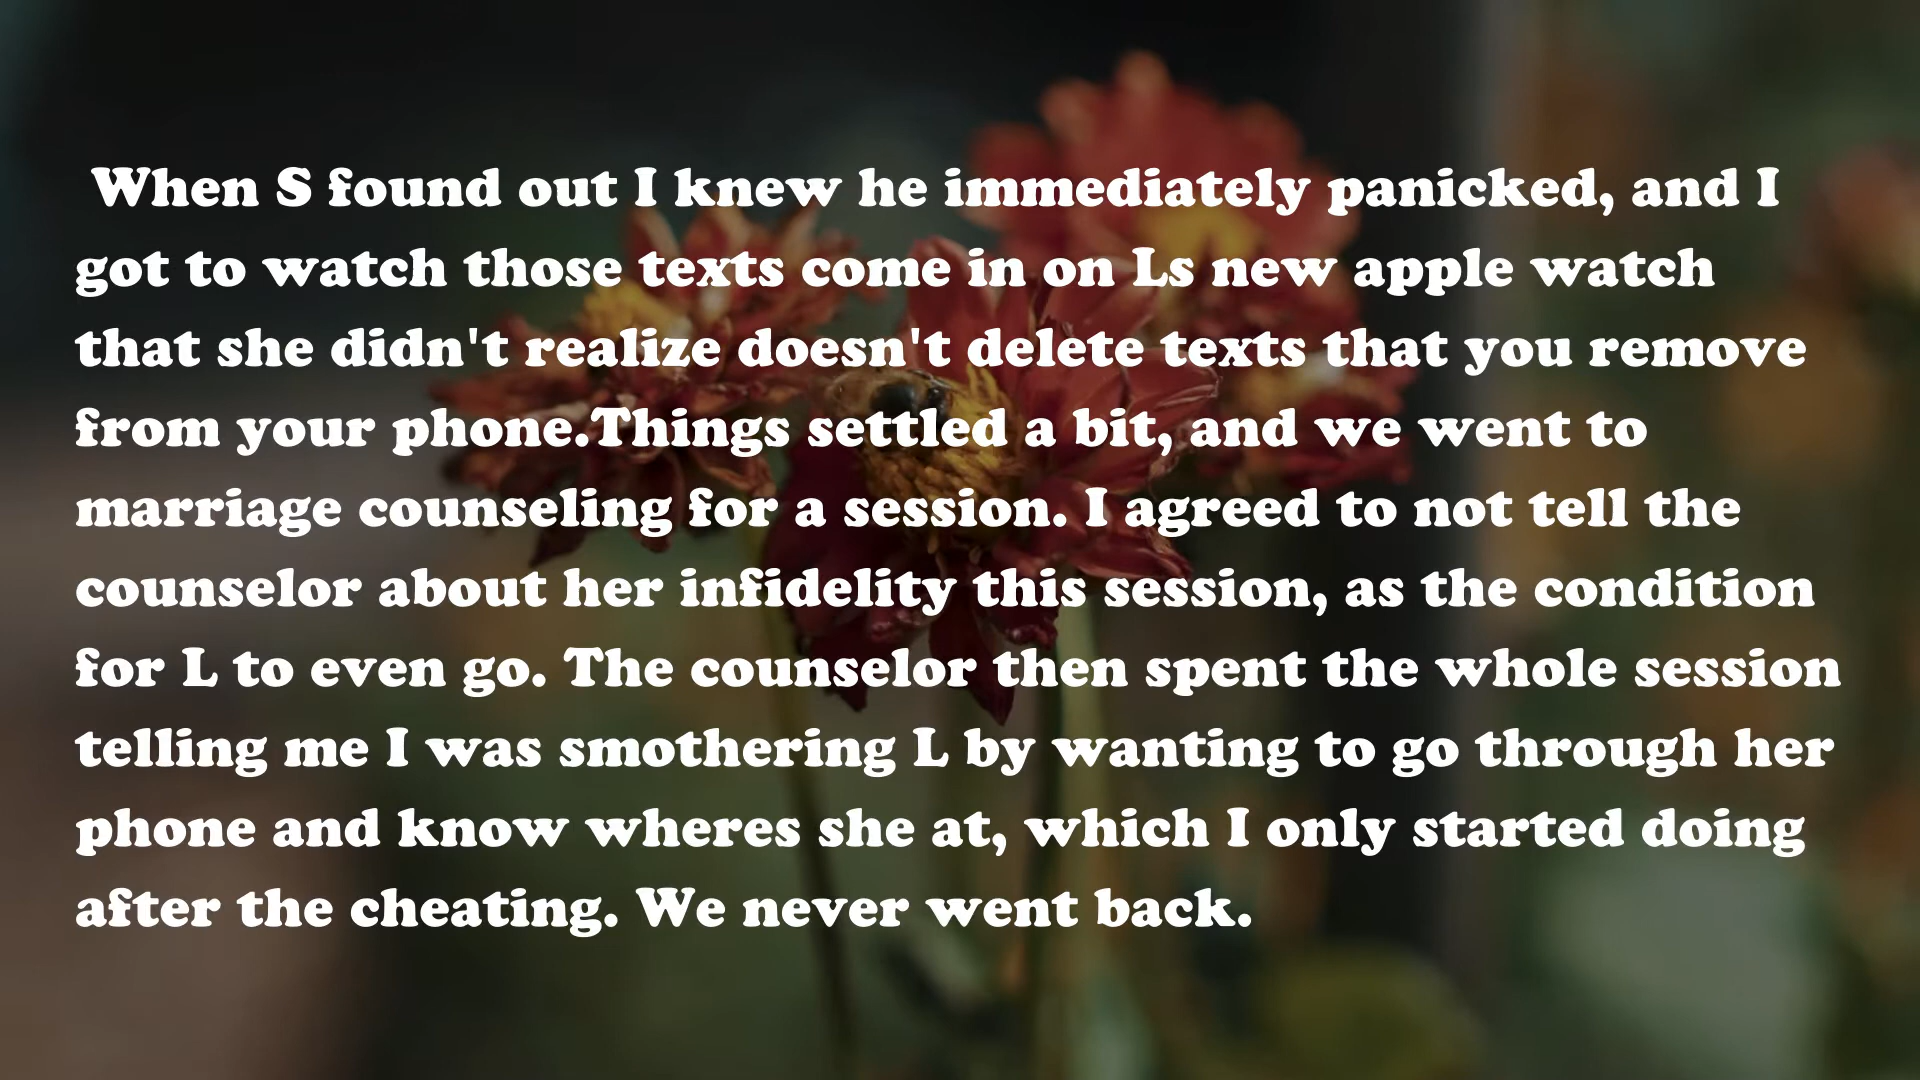 When S found out I knew he immediately panicked, and I
got to watch those texts come in on Ls new apple watch
that she didn't realize doesn't delete texts that you remove
from your phone.Things settled a bit, and we went to
marriage counseling for a session. I agreed to not tell the
counselor about her infidelity this session, as the condition
for L to even go. The counselor then spent the whole session
telling me I was smothering L by wanting to go through her
phone and know wheres she at, which I only started doing
after the cheating. We never went back.